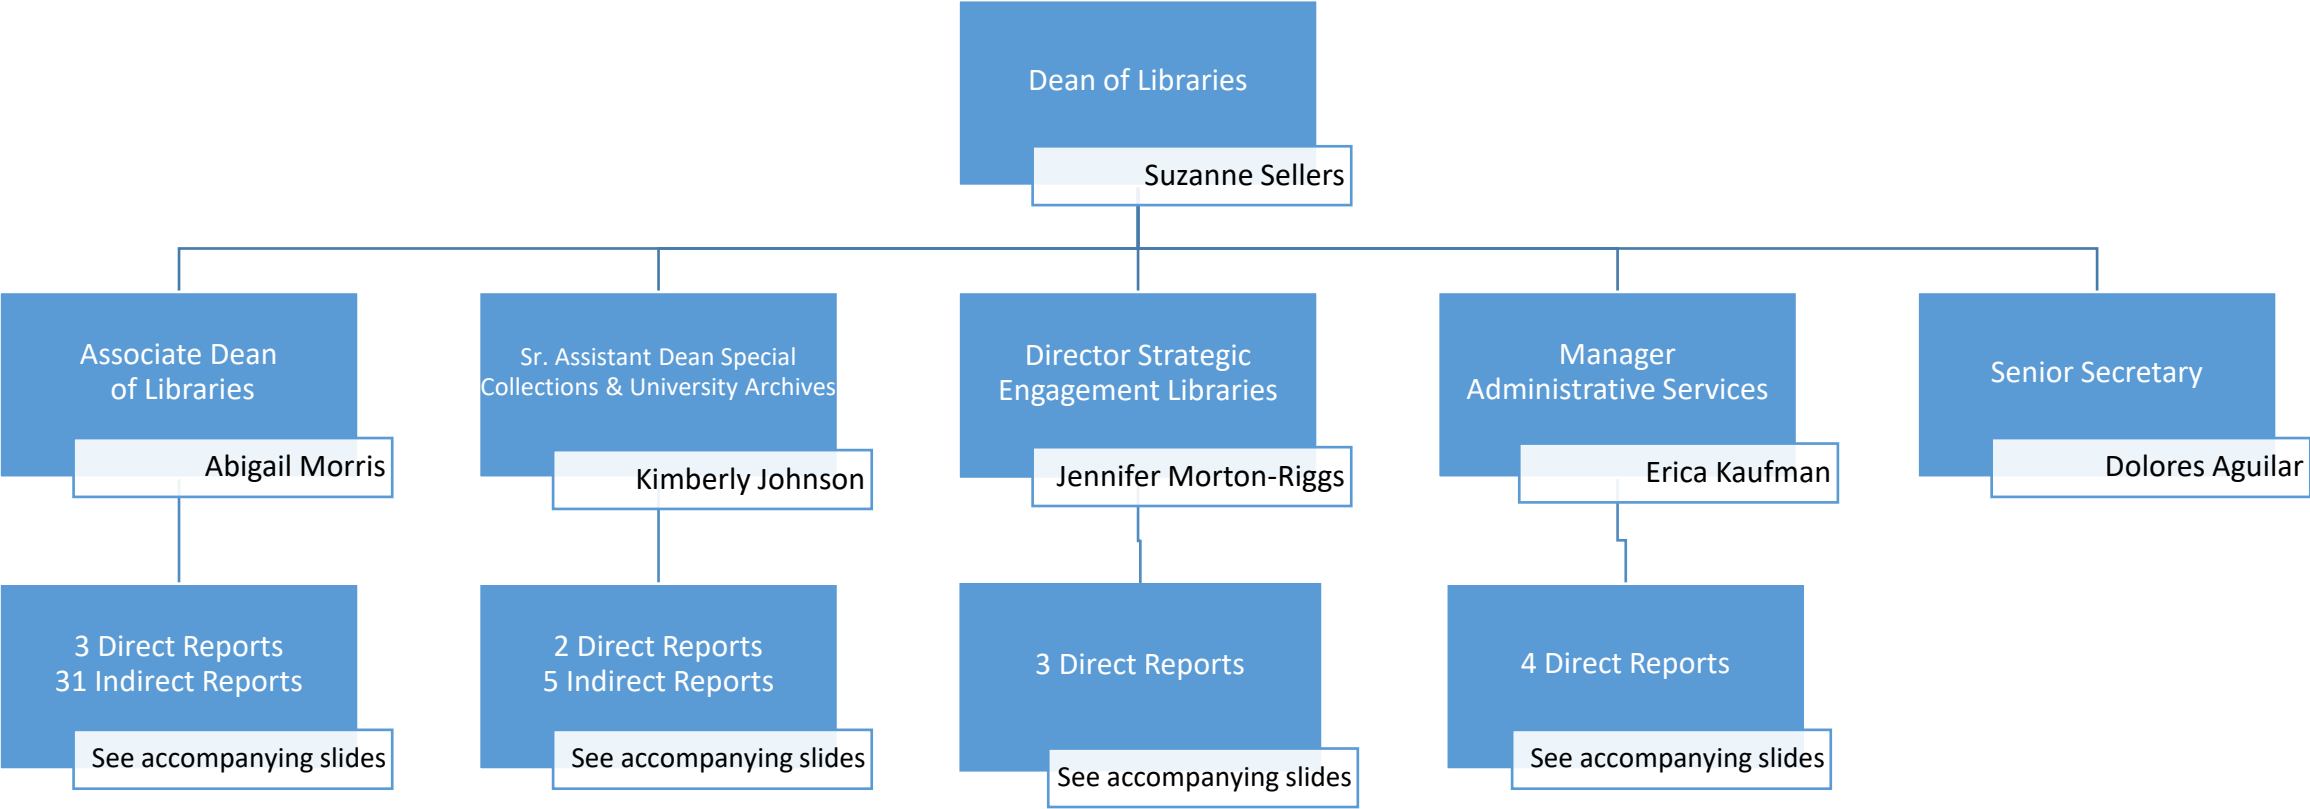 Dean of Libraries
Suzanne Sellers
Associate Dean
of Libraries
Abigail Morris
Sr. Assistant Dean Special
Collections & University Archives
Kimberly Johnson
Director Strategic
Engagement Libraries
Jennifer Morton-Riggs
Manager
Administrative Services
Erica Kaufman
Senior Secretary
Dolores Aguilar
3 Direct Reports
31 Indirect Reports
See accompanying slides
2 Direct Reports
5 Indirect Reports
See accompanying slides
3 Direct Reports
See accompanying slides
4 Direct Reports
See accompanying slides